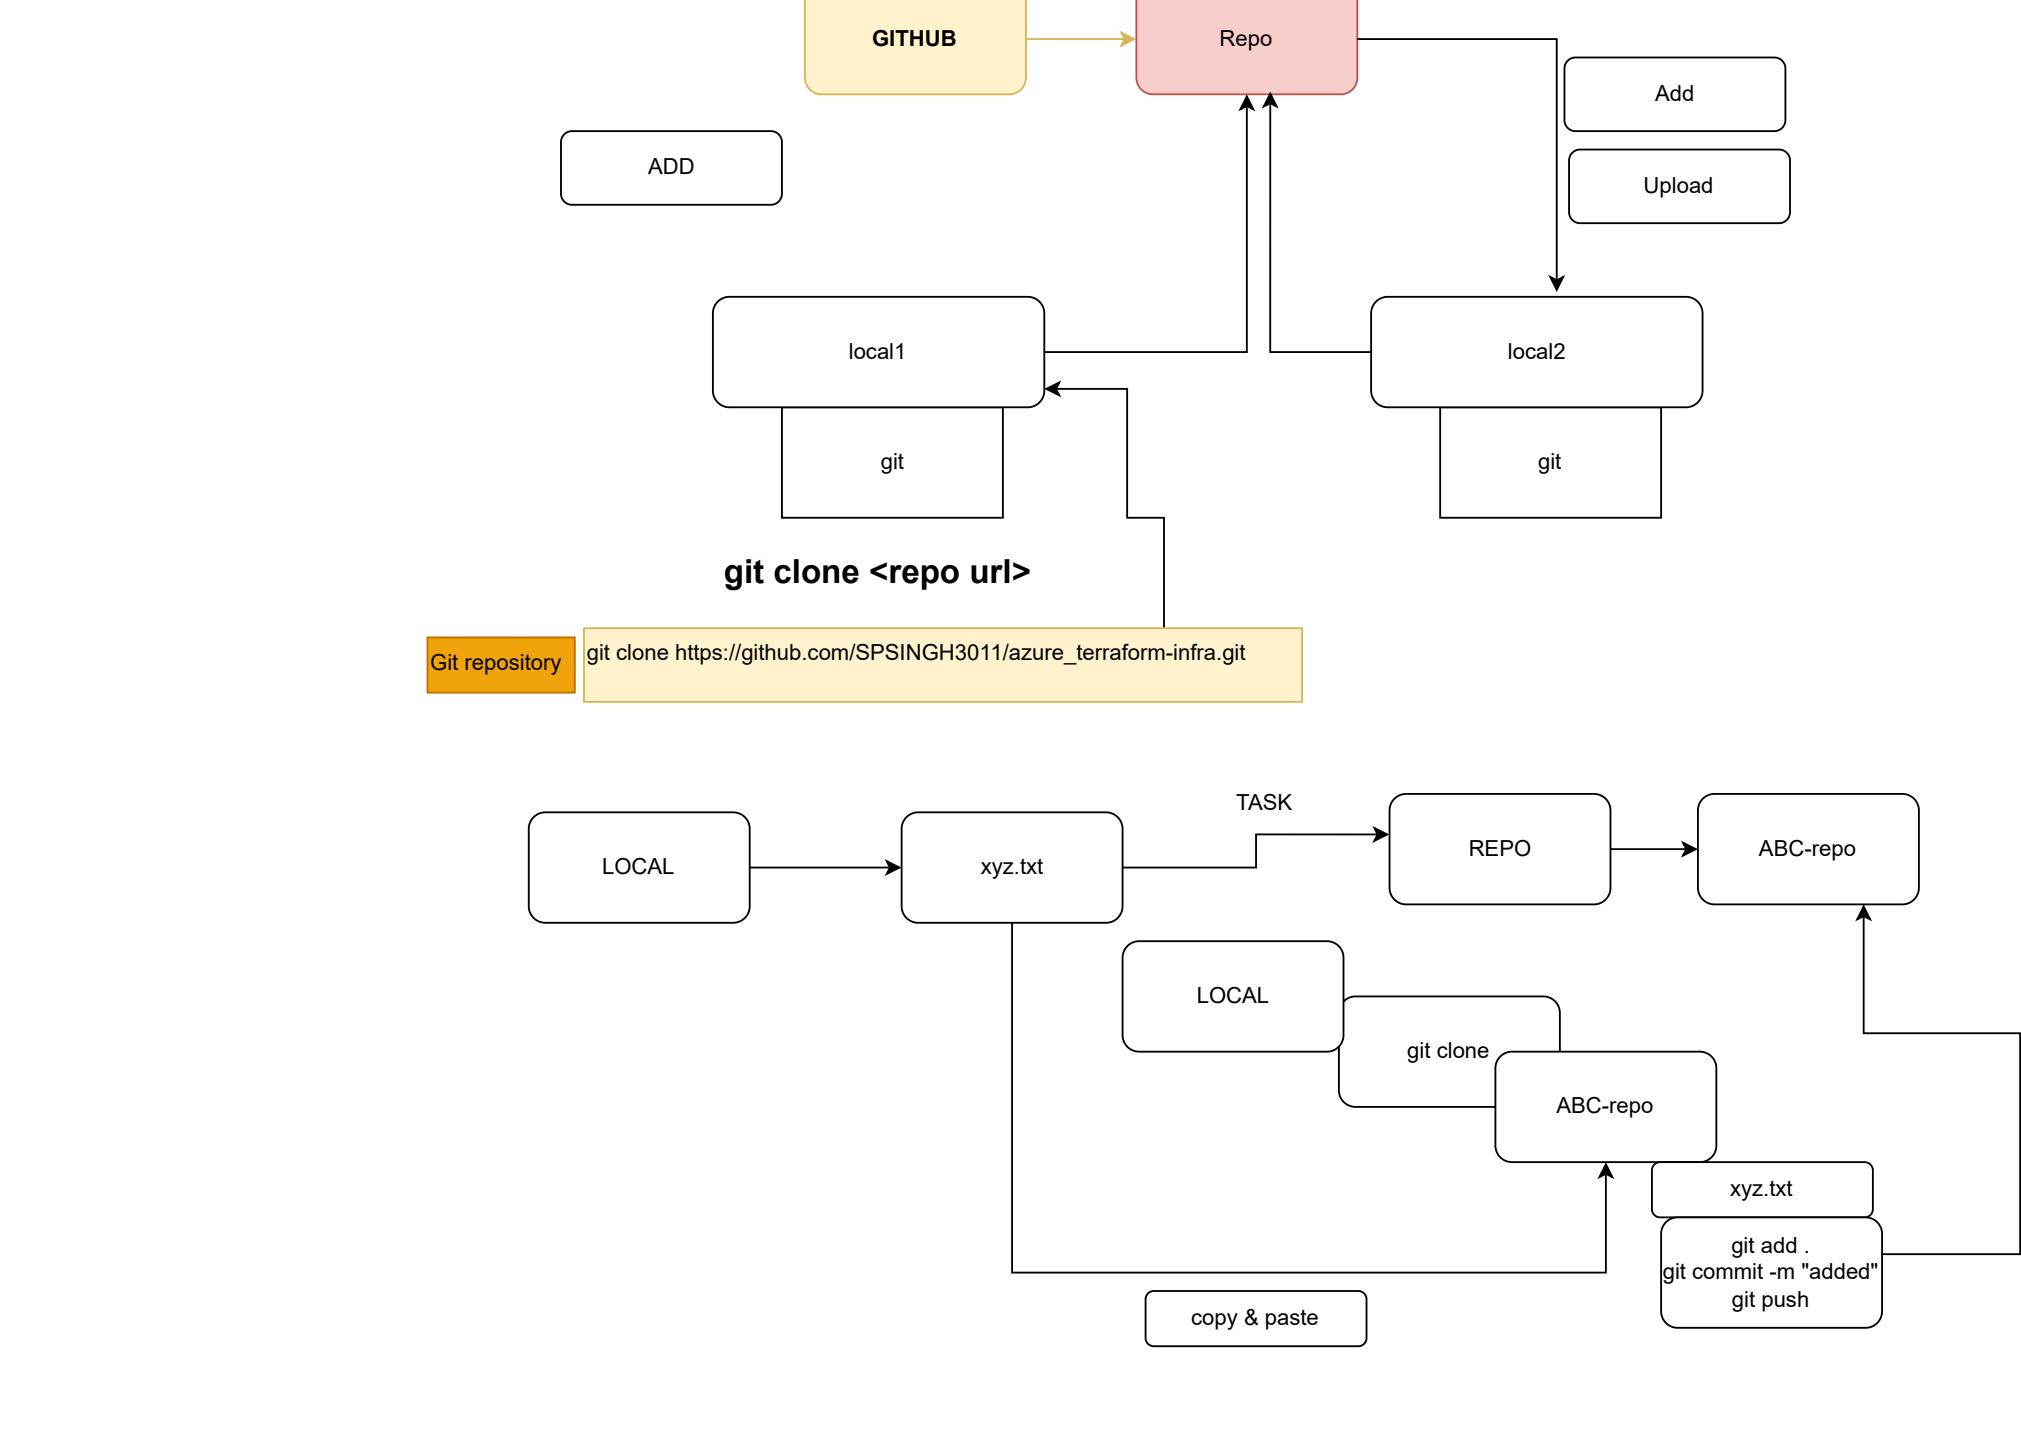 GITHUB
Repo
Add
ADD
Upload
local1
local2
git
git
git clone <repo url>
Git repository
git clone https://github.com/SPSINGH3011/azure_terraform-infra.git
TASK
LOCAL
xyz.txt
REPO
ABC-repo
LOCAL
git clone
ABC-repo
xyz.txt
git add .
git commit -m "added"
git push
copy & paste